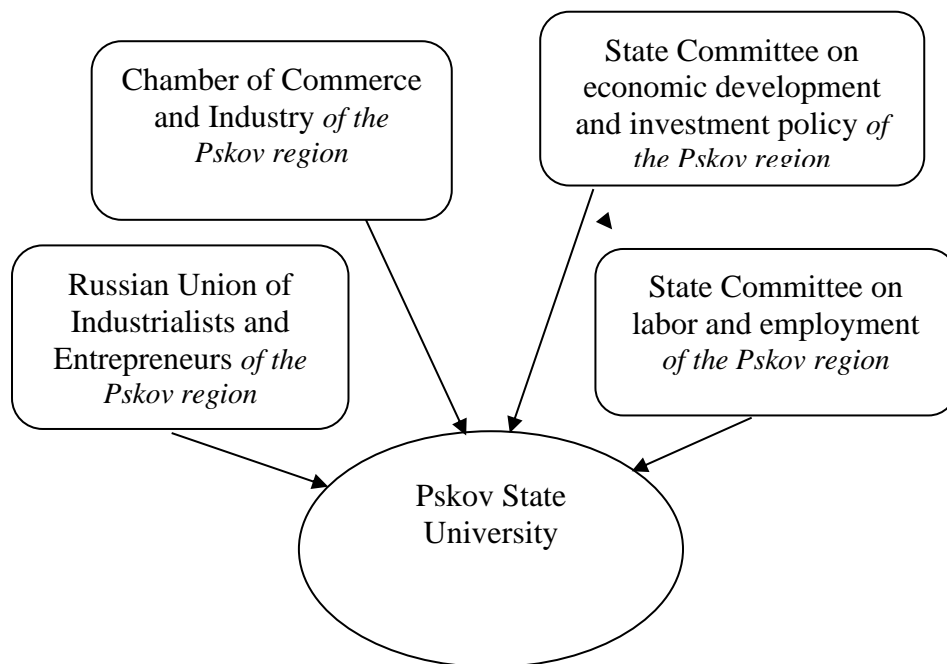 Chamber of Commerce
and Industry of the
Pskov region
State Committee on
economic development
and investment policy of
the Pskov region
Russian Union of
Industrialists and
Entrepreneurs of the
Pskov region
State Committee on
labor and employment
of the Pskov region
Pskov State
University